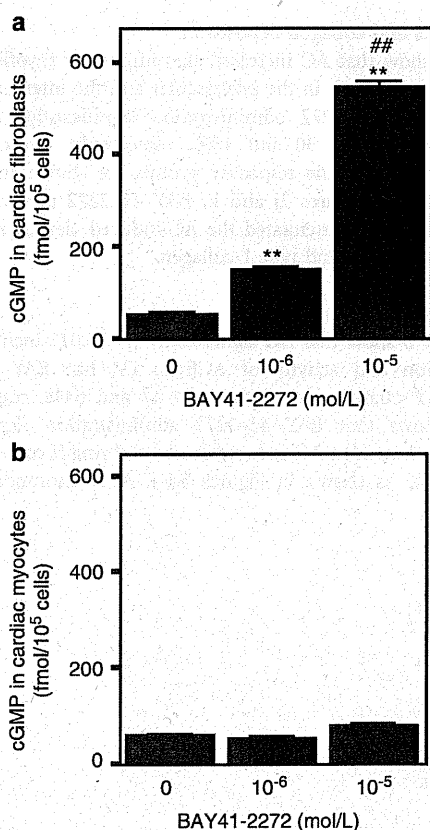 a
cGMP in cardiac fibroblasts
(fmol/10⁵ cells)
600
400
200
0
##
**
**
0
10⁻⁶
10⁻⁵
BAY41-2272 (mol/L)
b
cGMP in cardiac myocytes
(fmol/10⁵ cells)
600
400
200
0
0
10⁻⁶
10⁻⁵
BAY41-2272 (mol/L)